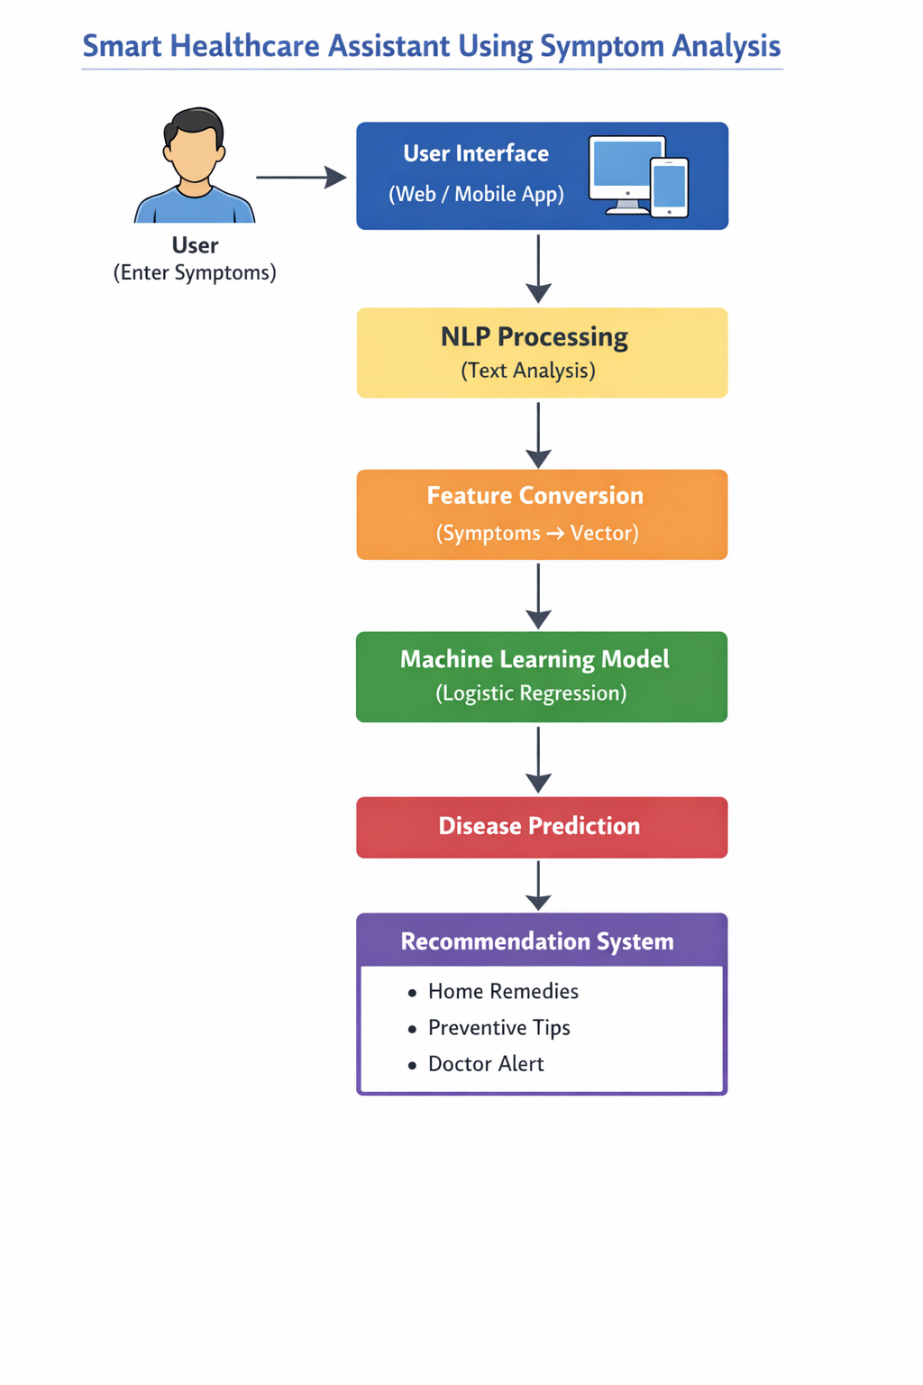 Smart Healthcare Assistant Using Symptom Analysis
User
(Enter Symptoms)
User Interface
(Web / Mobile App)
NLP Processing
(Text Analysis)
Feature Conversion
(Symptoms → Vector)
Machine Learning Model
(Logistic Regression)
Disease Prediction
Recommendation System
• Home Remedies
• Preventive Tips
• Doctor Alert